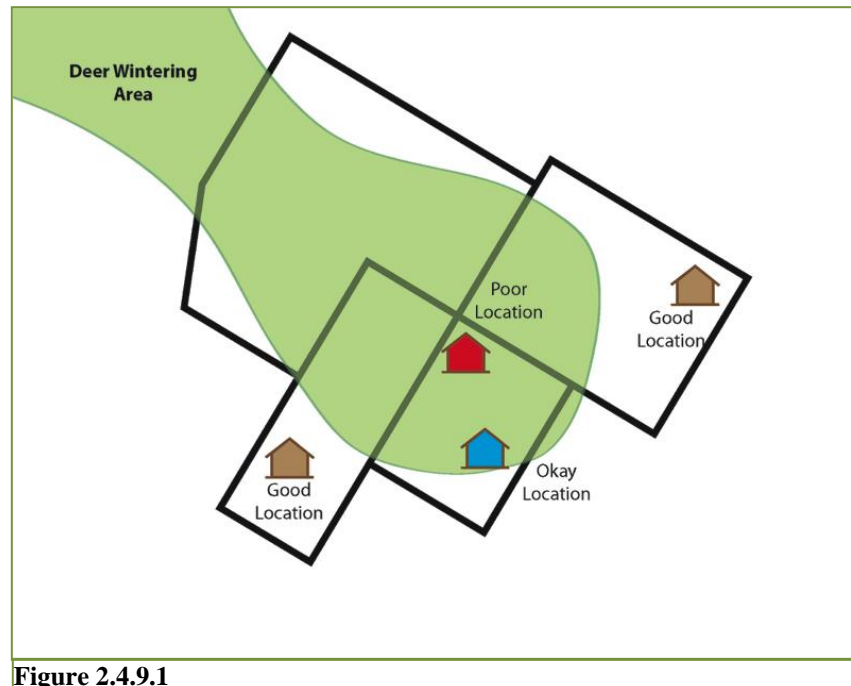 Deer Wintering
Area
Poor
Location
Good
Location
Good
Location
Okay
Location
Figure 2.4.9.1